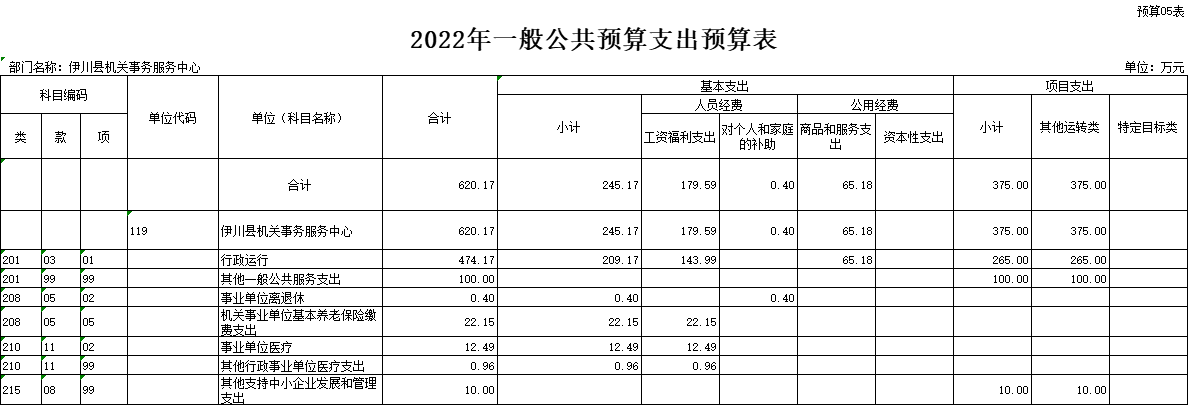 预算05表
2022年一般公共预算支出预算表
部门名称：伊川县机关事务服务中心 单位：万元
科目编码 单位代码 单位（科目名称） 合计 基本支出 项目支出
小计 人员经费 公用经费 小计 其他运转类 特定目标类
类 款 项 工资福利支出 对个人和家庭的补助 商品和服务支出 资本性支出
合计 620.17 245.17 179.59 0.40 65.18 375.00 375.00
119 伊川县机关事务服务中心 620.17 245.17 179.59 0.40 65.18 375.00 375.00
201 03 01 行政运行 474.17 209.17 143.99 65.18 265.00 265.00
201 99 99 其他一般公共服务支出 100.00 100.00 100.00
208 05 02 事业单位离退休 0.40 0.40 0.40
208 05 05 机关事业单位基本养老保险缴费支出 22.15 22.15 22.15
210 11 02 事业单位医疗 12.49 12.49 12.49
210 11 99 其他行政事业单位医疗支出 0.96 0.96 0.96
215 08 99 其他支持中小企业发展和管理支出 10.00 10.00 10.00